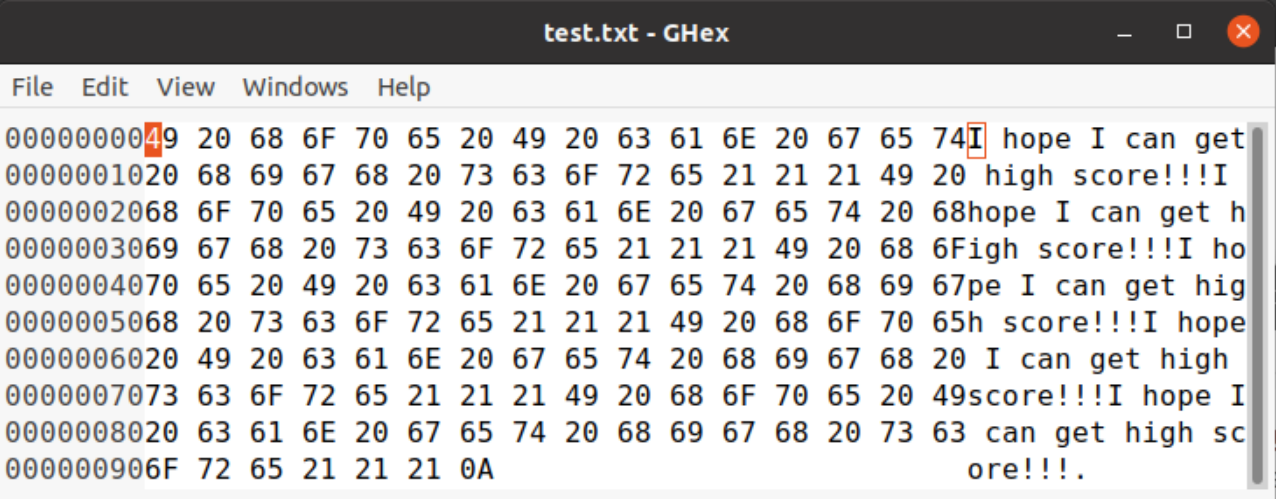 test.txt - GHex
File Edit View Windows Help
00000000 49 20 68 6F 70 65 20 49 20 63 61 6E 20 67 65 74 I hope I can get
00000010 20 68 69 67 68 20 73 63 6F 72 65 21 21 21 49 20  high score!!!I
00000020 68 6F 70 65 20 49 20 63 61 6E 20 67 65 74 20 68 hope I can get h
00000030 69 67 68 20 73 63 6F 72 65 21 21 21 49 20 68 6F igh score!!!I ho
00000040 70 65 20 49 20 63 61 6E 20 67 65 74 20 68 69 67 pe I can get hig
00000050 68 20 73 63 6F 72 65 21 21 21 49 20 68 6F 70 65 h score!!!I hope
00000060 20 49 20 63 61 6E 20 67 65 74 20 68 69 67 68 20  I can get high
00000070 73 63 6F 72 65 21 21 21 49 20 68 6F 70 65 20 49 score!!!I hope I
00000080 20 63 61 6E 20 67 65 74 20 68 69 67 68 20 73 63  can get high sc
00000090 6F 72 65 21 21 21 0A ore!!!.